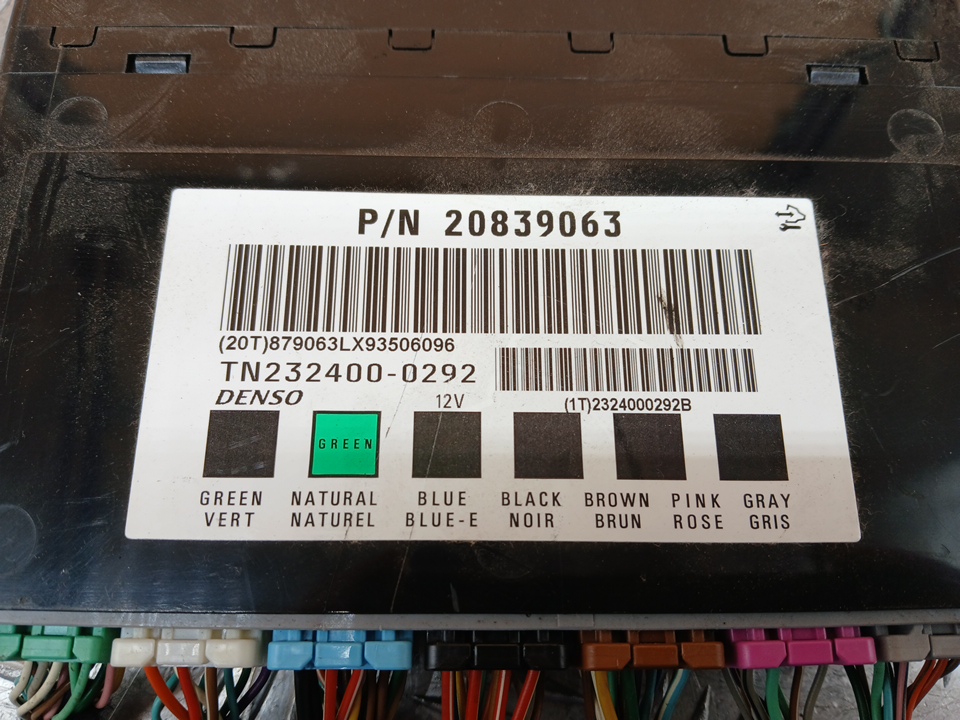 P/N 20839063
(20T)879063LX93506096
TN232400-0292
DENSO
12V
(1T)2324000292B
GREEN
GREEN NATURAL BLUE BLACK BROWN PINK GRAY
VERT NATUREL BLUE-E NOIR BRUN ROSE GRIS